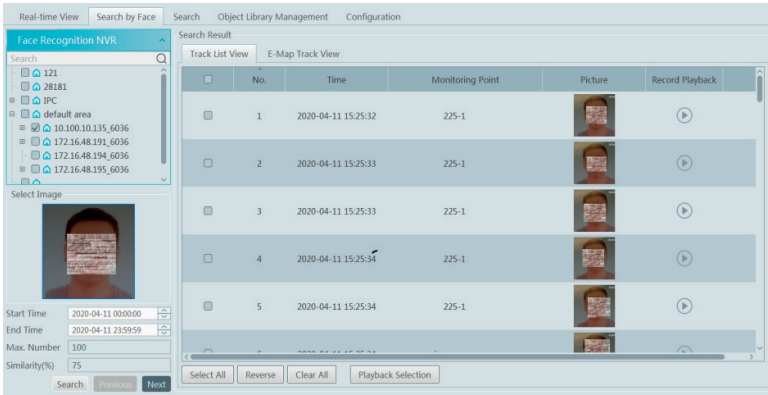 Real-time View Search by Face Search Object Library Management Configuration
Face Recognition NVR
Search
121
28181
IPC
default area
10.100.10.135_6036
172.16.48.191_6036
172.16.48.194_6036
172.16.48.195_6036
Select Image
Start Time 2020-04-11 00:00:00
End Time 2020-04-11 23:59:59
Max. Number 100
Similarity(%) 75
Search Previous Next
Search Result
Track List View E-Map Track View
No. Time Monitoring Point Picture Record Playback
1 2020-04-11 15:25:32 225-1
2 2020-04-11 15:25:33 225-1
3 2020-04-11 15:25:33 225-1
4 2020-04-11 15:25:34 225-1
5 2020-04-11 15:25:34 225-1
Select All Reverse Clear All Playback Selection